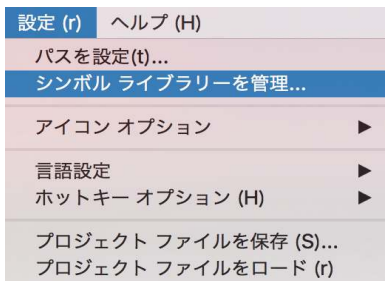 設定 (r) ヘルプ (H)
パスを設定(t)...
シンボル ライブラリーを管理...
アイコン オプション
言語設定
ホットキー オプション (H)
プロジェクト ファイルを保存 (S)...
プロジェクト ファイルをロード (r)